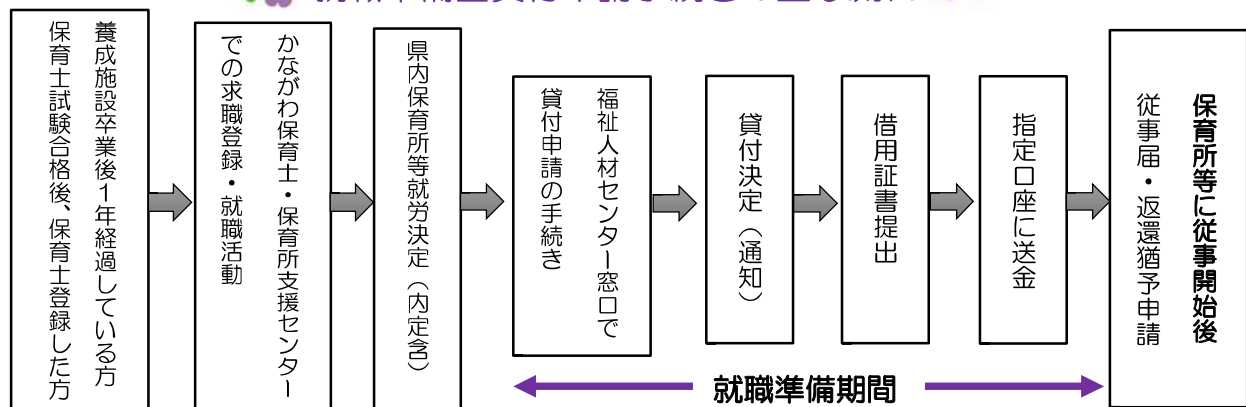 養成施設卒業後１年経過している方
保育士試験合格後、保育士登録した方
かながわ保育士・保育所支援センター
での求職登録・就職活動
県内保育所等就労決定（内定含）
福祉人材センター窓口で
貸付申請の手続き
貸付決定（通知）
借用証書提出
指定口座に送金
保育所等に従事開始後
従事届・返還猶予申請
就職準備期間